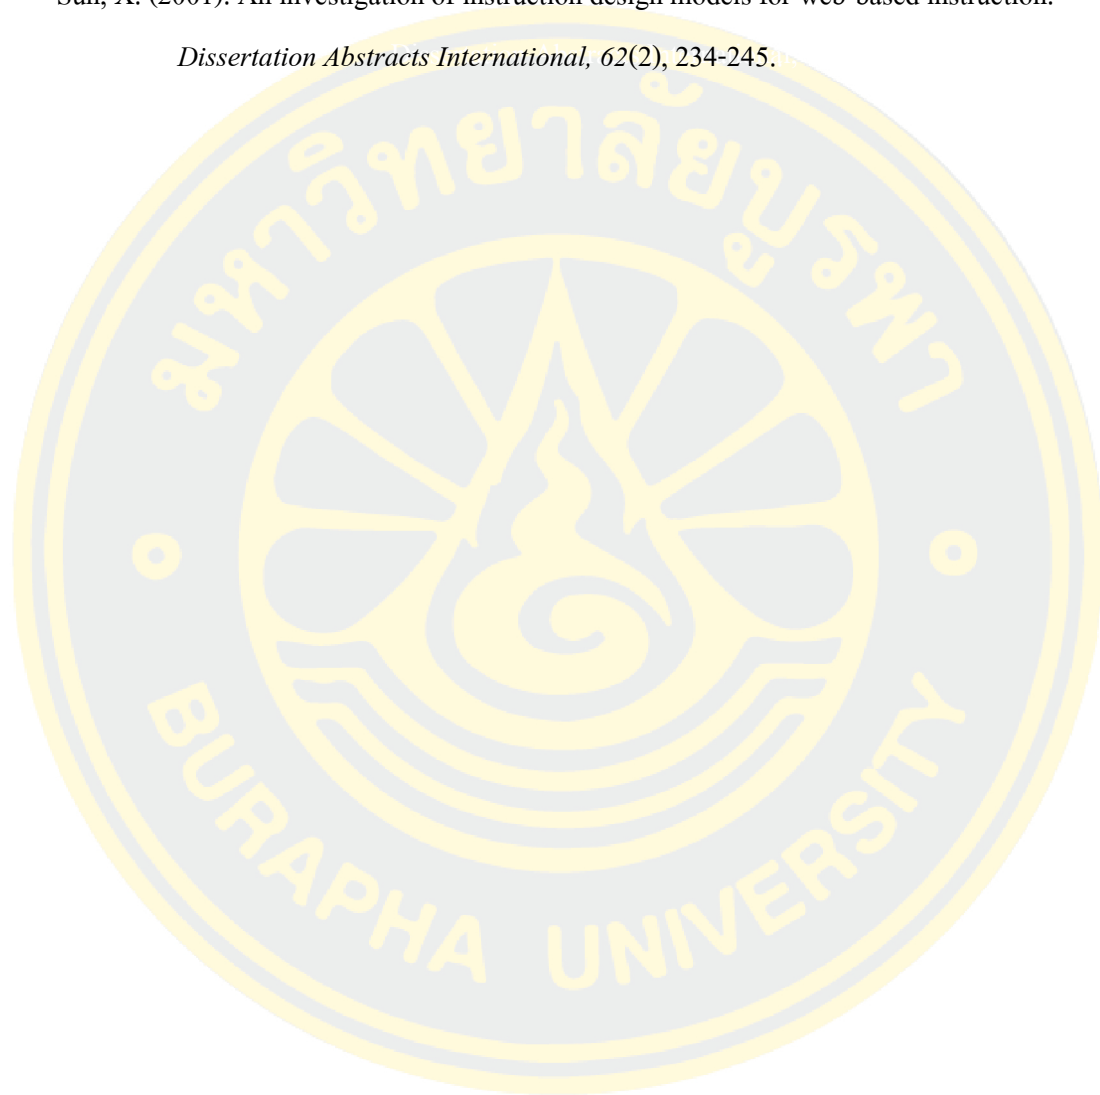 Sun, X. (2001). An investigation of instruction design models for web-based instruction.
Dissertation Abstracts International, 62(2), 234-245.
มหาวิทยาลัยบูรพา
BURAPHA UNIVERSITY